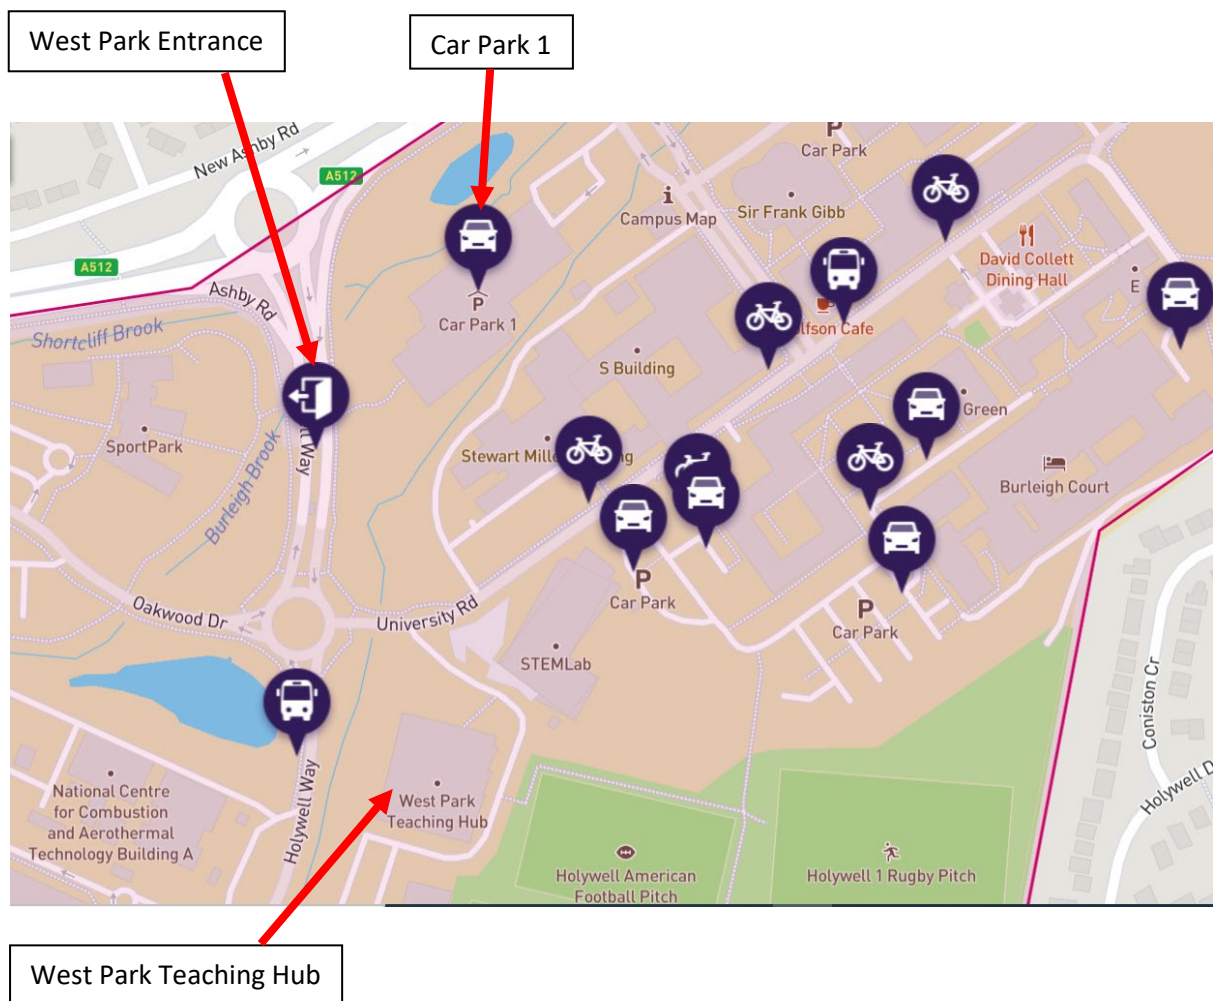 West Park Entrance
Car Park 1
New Ashby Rd
A512
A512
Ashby Rd
Shortcliff Brook
Car Park
Campus Map
Sir Frank Gibb
David Collett
Dining Hall
E
Car Park 1
lfson Cafe
S Building
Green
SportPark
Burleigh Brook
Way
Stewart Mille
ng
Burleigh Court
Oakwood Dr
University Rd
P
Car Park
P
Car Park
STEMLab
Coniston Cr
Holywell D
National Centre
for Combustion
and Aerothermal
Technology Building A
Holywell Way
West Park
Teaching Hub
Holywell American
Football Pitch
Holywell 1 Rugby Pitch
West Park Teaching Hub